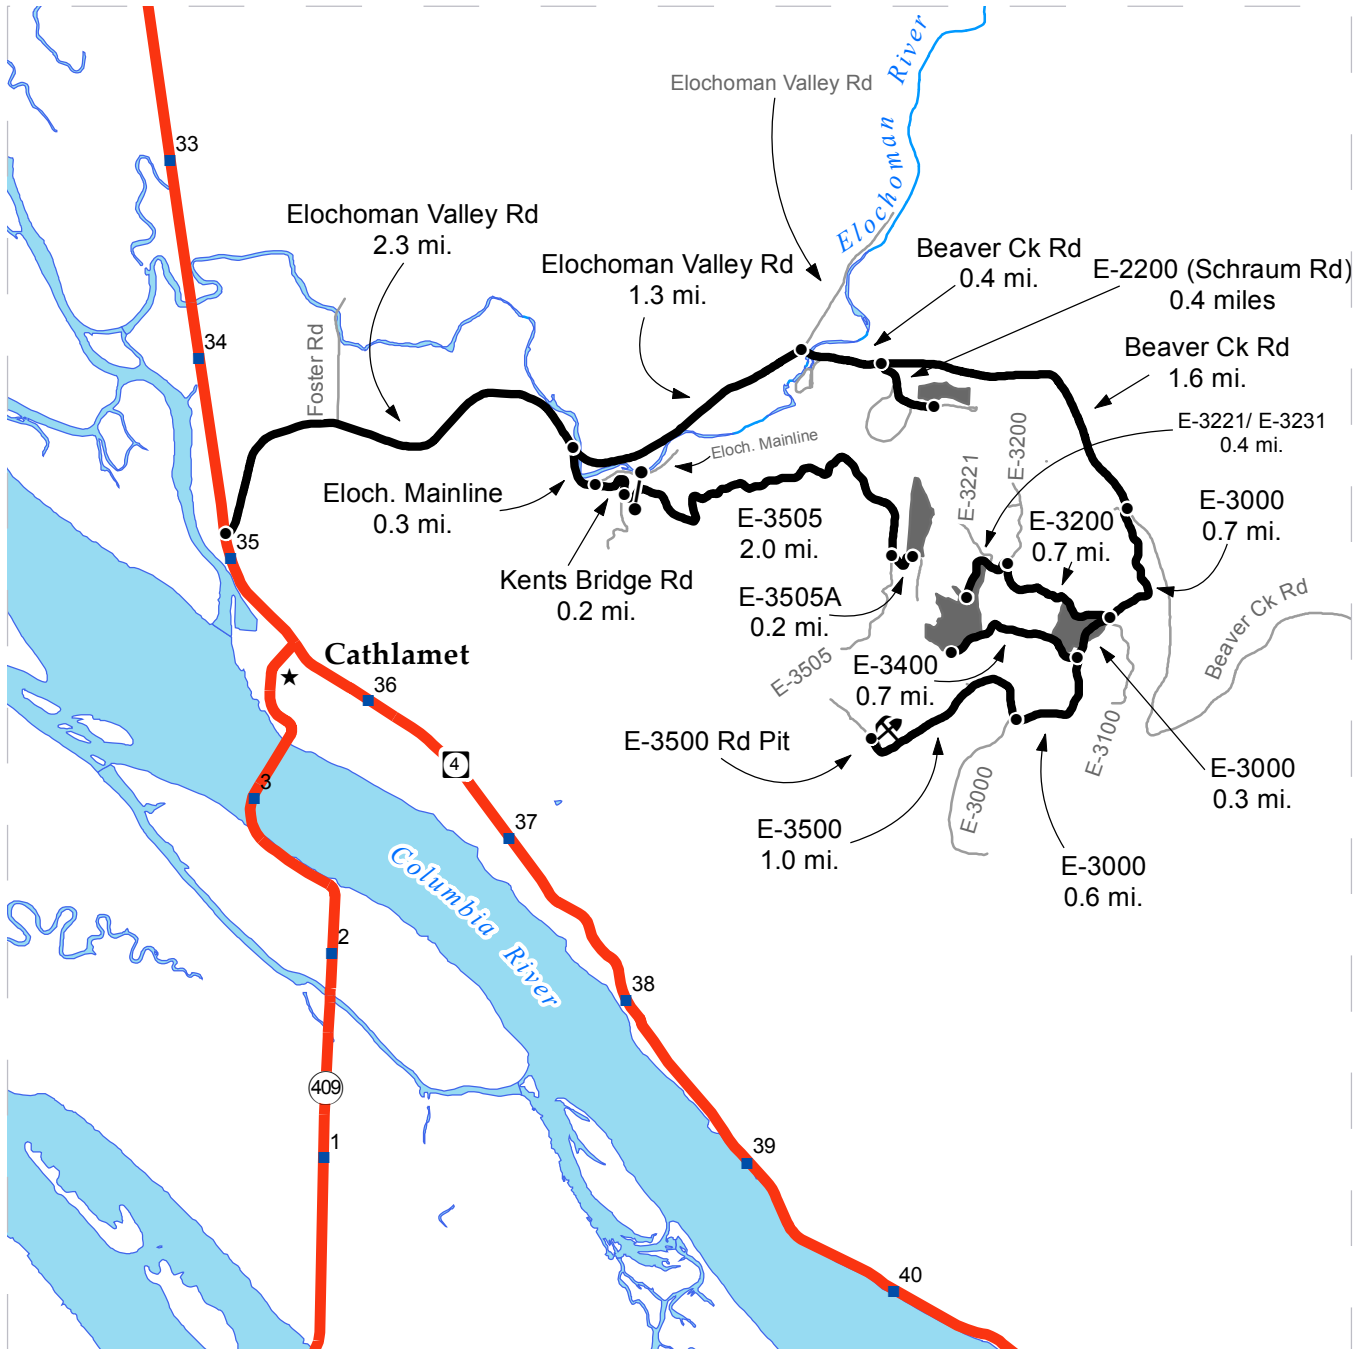 Elochoman Valley Rd
Elochoman River
33
Elochoman Valley Rd
2.3 mi.
Elochoman Valley Rd
1.3 mi.
Beaver Ck Rd
0.4 mi.
E-2200 (Schraum Rd)
0.4 miles
34
Foster Rd
Beaver Ck Rd
1.6 mi.
E-3221/ E-3231
0.4 mi.
Eloch. Mainline
E-3221
E-3200
Eloch. Mainline
0.3 mi.
E-3505
2.0 mi.
E-3200
0.7 mi.
E-3000
0.7 mi.
35
Kents Bridge Rd
0.2 mi.
E-3505A
0.2 mi.
Beaver Ck Rd
Cathlamet
E-3505
E-3400
0.7 mi.
36
E-3500 Rd Pit
E-3100
4
3
E-3000
E-3000
0.3 mi.
37
E-3500
1.0 mi.
E-3000
0.6 mi.
Columbia River
2
38
409
1
39
40